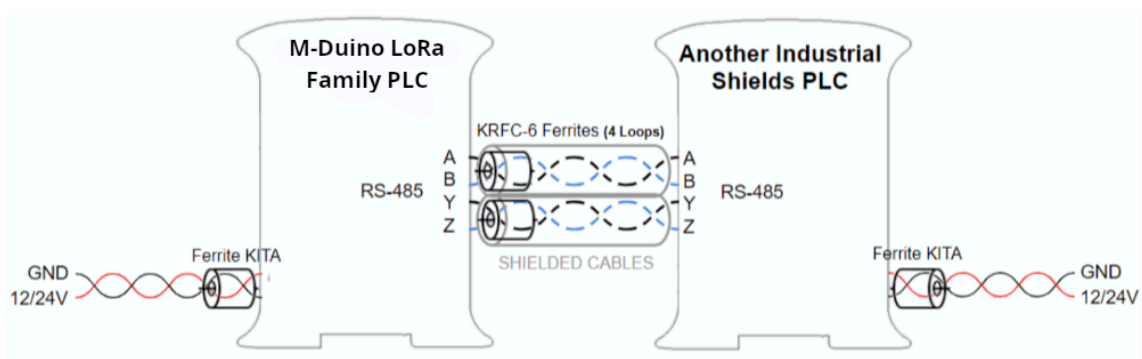 M-Duino LoRa
Family PLC
Another Industrial
Shields PLC
KRFC-6 Ferrites (4 Loops)
A
B
Y
Z
RS-485
A
B
Y
Z
RS-485
SHIELDED CABLES
Ferrite KITA
GND
12/24V
Ferrite KITA
GND
12/24V